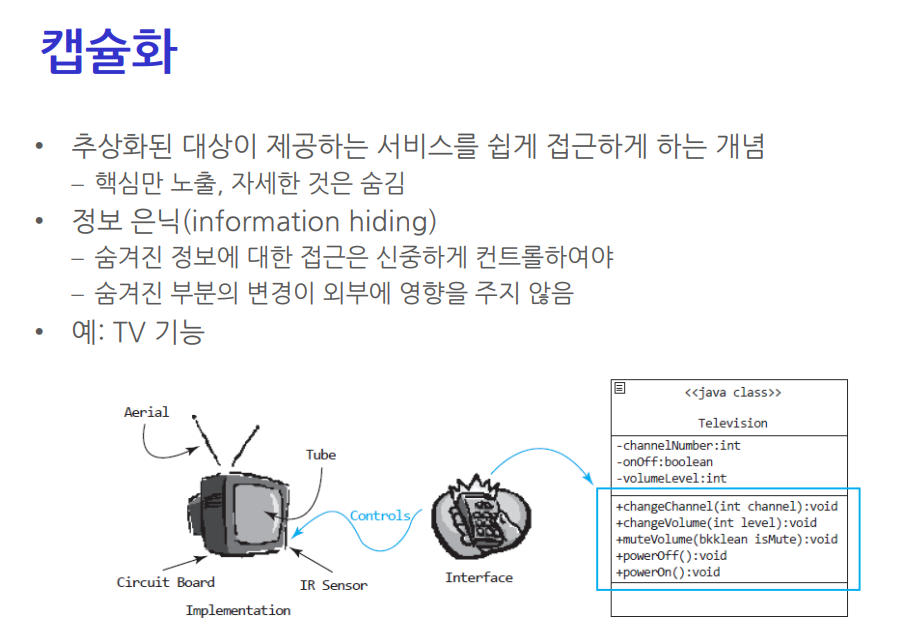 캡슐화
• 추상화된 대상이 제공하는 서비스를 쉽게 접근하게 하는 개념
– 핵심만 노출, 자세한 것은 숨김
• 정보 은닉(information hiding)
– 숨겨진 정보에 대한 접근은 신중하게 컨트롤하여야
– 숨겨진 부분의 변경이 외부에 영향을 주지 않음
• 예: TV 기능
Aerial
Tube
Controls
Circuit Board
IR Sensor
Implementation
Interface
<<java class>>
Television
-channelNumber:int
-onOff:boolean
-volumeLevel:int
+changeChannel(int channel):void
+changeVolume(int level):void
+muteVolume(bkklean isMute):void
+powerOff():void
+powerOn():void